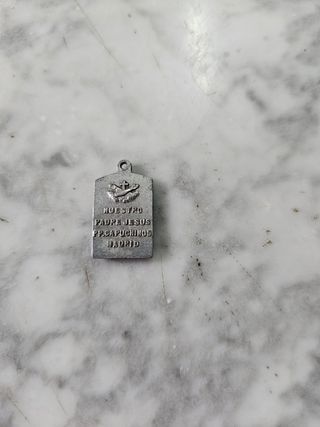 NUESTRO
PADRE JESUS
PP.CAPUCHINOS
MADRID